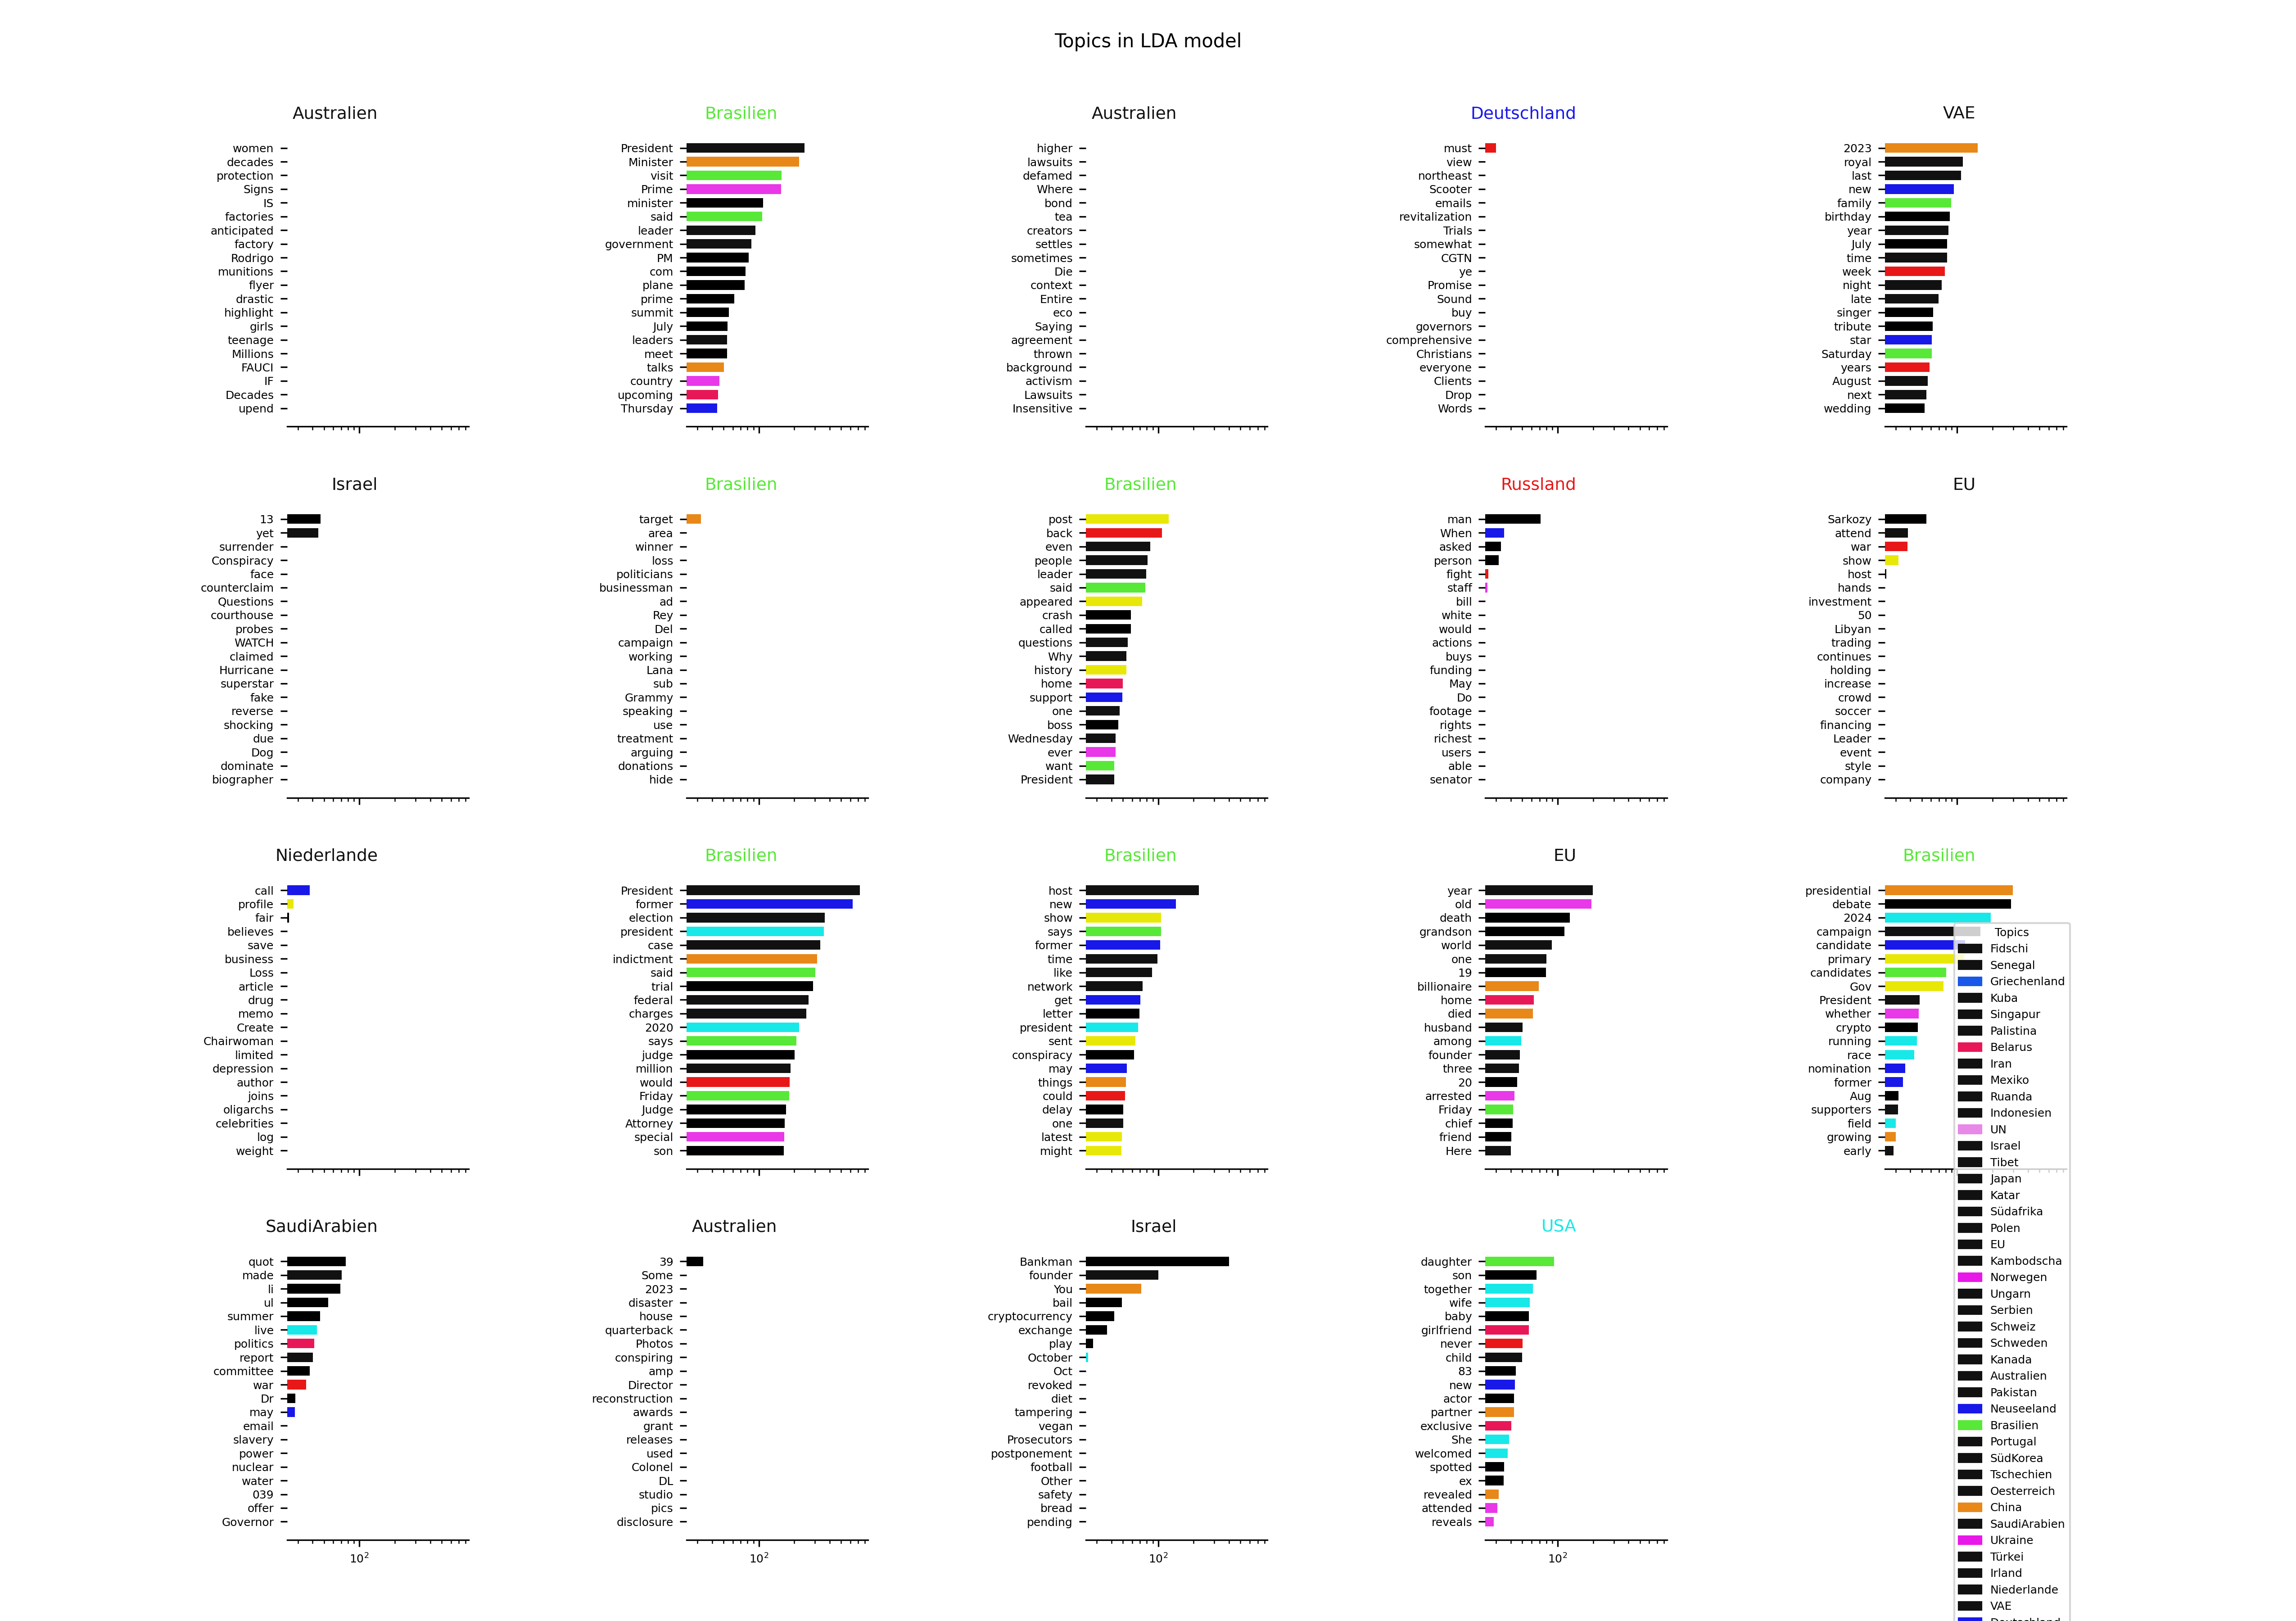 Topics in LDA model
Australien
women
decades
protection
Signs
IS
factories
anticipated
factory
Rodrigo
munitions
flyer
drastic
highlight
girls
teenage
Millions
FAUCI
IF
Decades
upend
Brasilien
President
Minister
visit
Prime
minister
said
leader
government
PM
com
plane
prime
summit
July
leaders
meet
talks
country
upcoming
Thursday
Australien
higher
lawsuits
defamed
Where
bond
tea
creators
settles
sometimes
Die
context
Entire
eco
Saying
agreement
thrown
background
activism
Lawsuits
Insensitive
Deutschland
must
view
northeast
Scooter
emails
revitalization
Trials
somewhat
CGTN
ye
Promise
Sound
buy
governors
comprehensive
Christians
everyone
Clients
Drop
Words
VAE
2023
royal
last
new
family
birthday
year
July
time
week
night
late
singer
tribute
star
Saturday
years
August
next
wedding
Israel
13
yet
surrender
Conspiracy
face
counterclaim
Questions
courthouse
probes
WATCH
claimed
Hurricane
superstar
fake
reverse
shocking
due
Dog
dominate
biographer
Brasilien
target
area
winner
loss
politicians
businessman
ad
Rey
Del
campaign
working
Lana
sub
Grammy
speaking
use
treatment
arguing
donations
hide
Brasilien
post
back
even
people
leader
said
appeared
crash
called
questions
Why
history
home
support
one
boss
Wednesday
ever
want
President
Russland
man
When
asked
person
fight
staff
bill
white
would
actions
buys
funding
May
Do
footage
rights
richest
users
able
senator
EU
Sarkozy
attend
war
show
host
hands
investment
50
Libyan
trading
continues
holding
increase
crowd
soccer
financing
Leader
event
style
company
Niederlande
call
profile
fair
believes
save
business
Loss
article
drug
memo
Create
Chairwoman
limited
depression
author
joins
oligarchs
celebrities
log
weight
Brasilien
President
former
election
president
case
indictment
said
trial
federal
charges
2020
says
judge
million
would
Friday
Judge
Attorney
special
son
Brasilien
host
new
show
says
former
time
like
network
get
letter
president
sent
conspiracy
may
things
could
delay
one
latest
might
EU
year
old
death
grandson
world
one
19
billionaire
home
died
husband
among
founder
three
20
arrested
Friday
chief
friend
Here
Brasilien
presidential
debate
2024
campaign
candidate
primary
candidates
Gov
President
whether
crypto
running
race
nomination
former
Aug
supporters
field
growing
early
SaudiArabien
quot
made
li
ul
summer
live
politics
report
committee
war
Dr
may
email
slavery
power
nuclear
water
039
offer
Governor
10²
Australien
39
Some
2023
disaster
house
quarterback
Photos
conspiring
amp
Director
reconstruction
awards
grant
releases
used
Colonel
DL
studio
pics
disclosure
10²
Israel
Bankman
founder
You
bail
cryptocurrency
exchange
play
October
Oct
revoked
diet
tampering
vegan
Prosecutors
postponement
football
Other
safety
bread
pending
10²
USA
daughter
son
together
wife
baby
girlfriend
never
child
83
new
actor
partner
exclusive
She
welcomed
spotted
ex
revealed
attended
reveals
10²
Topics
Fidschi
Senegal
Griechenland
Kuba
Singapur
Palistina
Belarus
Iran
Mexiko
Ruanda
Indonesien
UN
Israel
Tibet
Japan
Katar
Südafrika
Polen
EU
Kambodscha
Norwegen
Ungarn
Serbien
Schweiz
Schweden
Kanada
Australien
Pakistan
Neuseeland
Brasilien
Portugal
SüdKorea
Tschechien
Oesterreich
China
SaudiArabien
Ukraine
Türkei
Irland
Niederlande
VAE